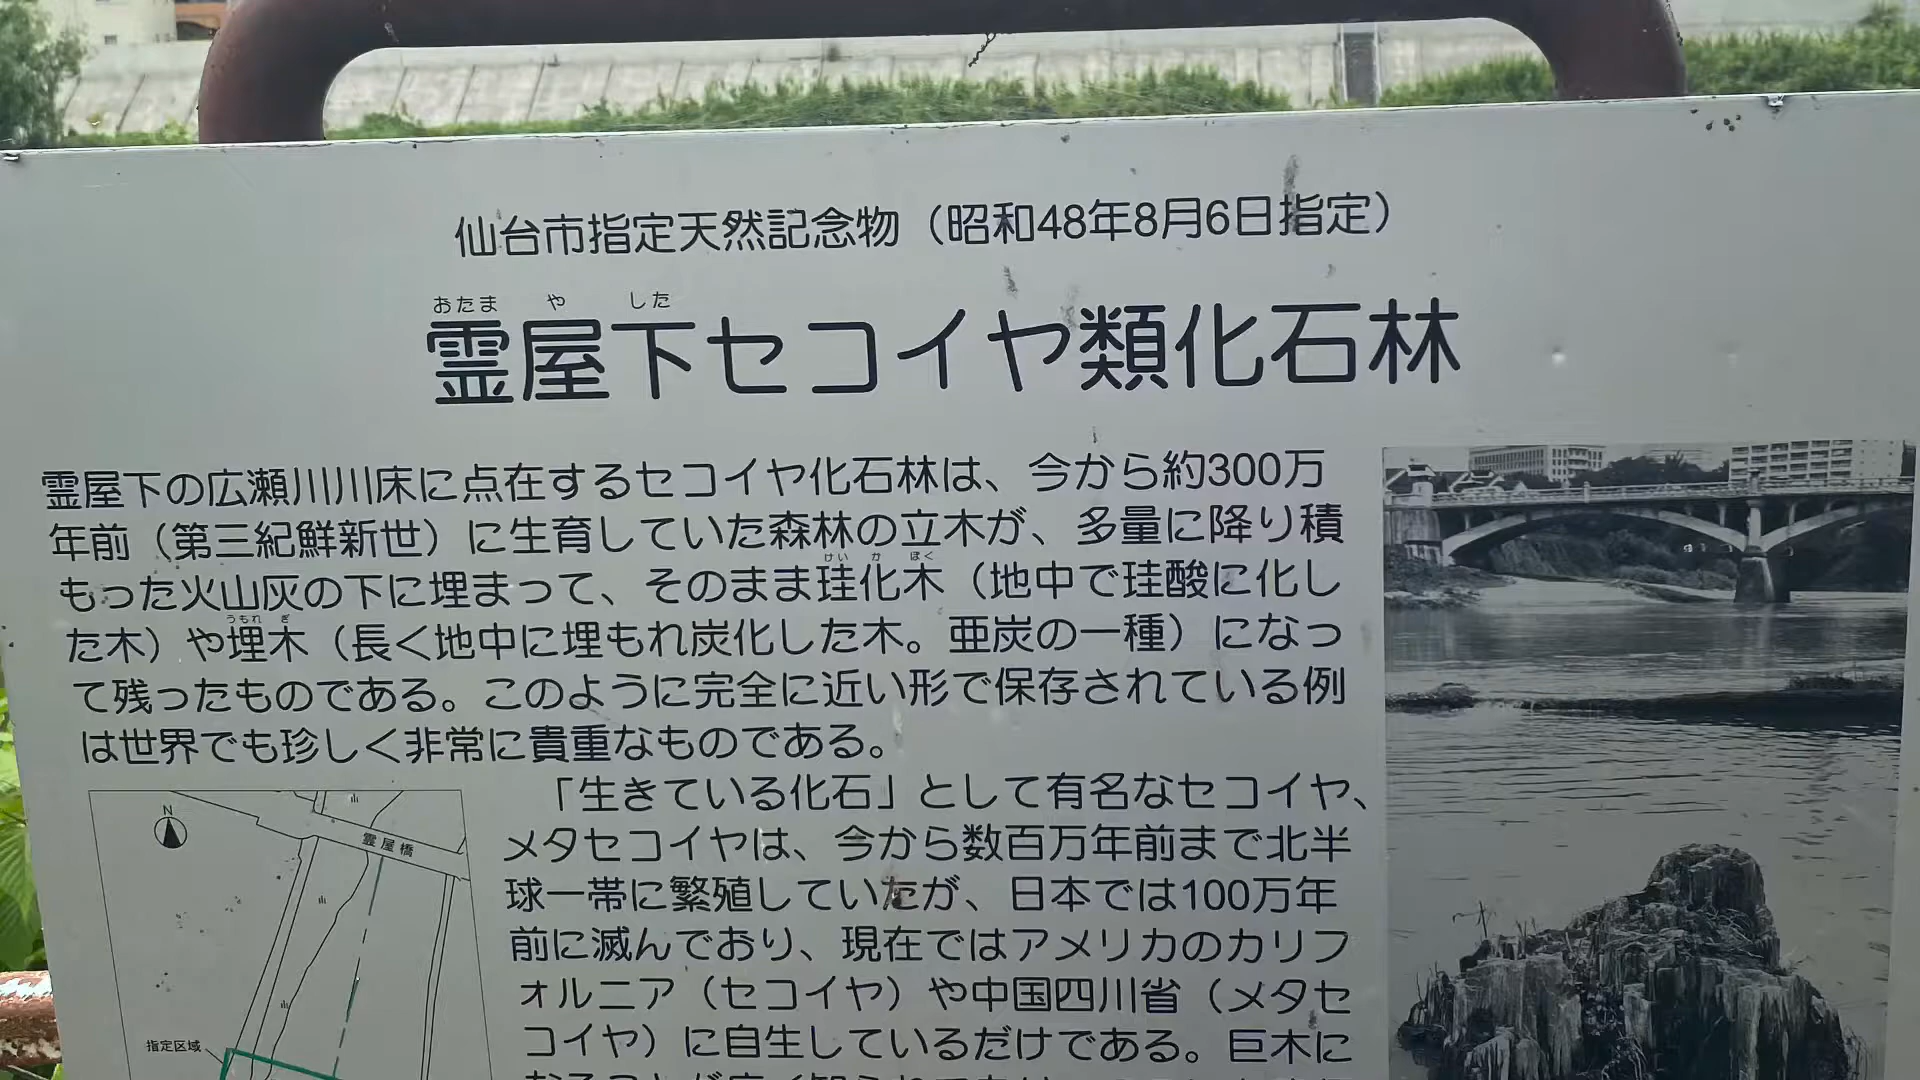 仙台市指定天然記念物（昭和48年8月6日指定）
おたま や した
霊屋下セコイヤ類化石林
霊屋下の広瀬川川床に点在するセコイヤ化石林は、今から約300万
年前（第三紀鮮新世）に生育していた森林の立木が、多量に降り積
けい か ぼく
もった火山灰の下に埋まって、そのまま珪化木（地中で珪酸に化し
うもれ ぎ
た木）や埋木（長く地中に埋もれ炭化した木。亜炭の一種）になっ
て残ったものである。このように完全に近い形で保存されている例
は世界でも珍しく非常に貴重なものである。
「生きている化石」として有名なセコイヤ、
メタセコイヤは、今から数百万年前まで北半
球一帯に繁殖していたが、日本では100万年
前に滅んでおり、現在ではアメリカのカリフ
ォルニア（セコイヤ）や中国四川省（メタセ
コイヤ）に自生しているだけである。巨木に
N
霊屋橋
指定区域